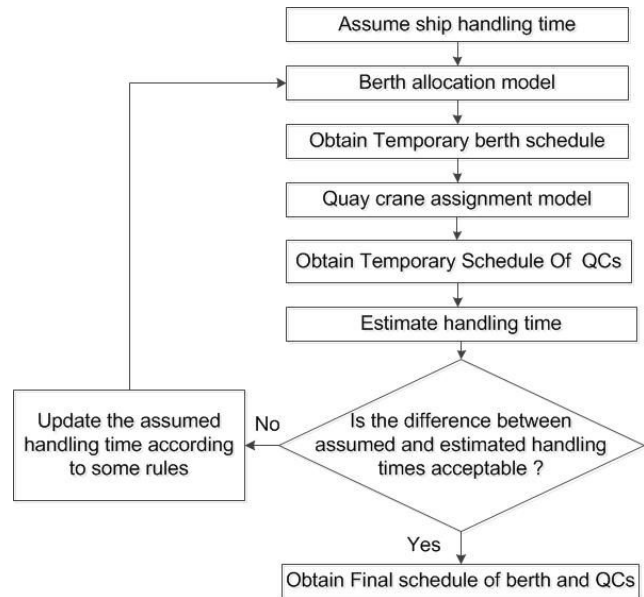 Assume ship handling time
Berth allocation model
Obtain Temporary berth schedule
Quay crane assignment model
Obtain Temporary Schedule Of QCs
Estimate handling time
Is the difference between
assumed and estimated handling
times acceptable ?
No
Update the assumed
handling time according
to some rules
Yes
Obtain Final schedule of berth and QCs